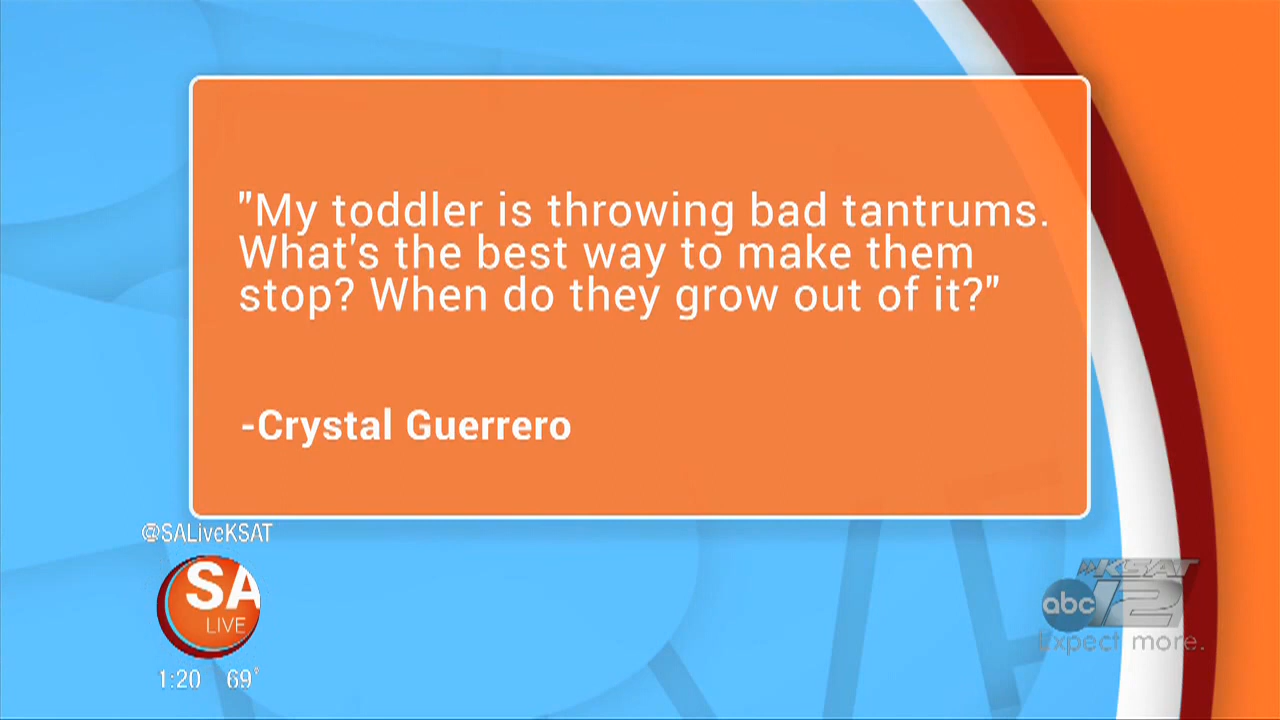 "My toddler is throwing bad tantrums.
What's the best way to make them
stop? When do they grow out of it?”
-Crystal Guerrero
@SALiveKSAT
SA
LIVE
1:20 69°
KSAT
abc 12
Expect more.